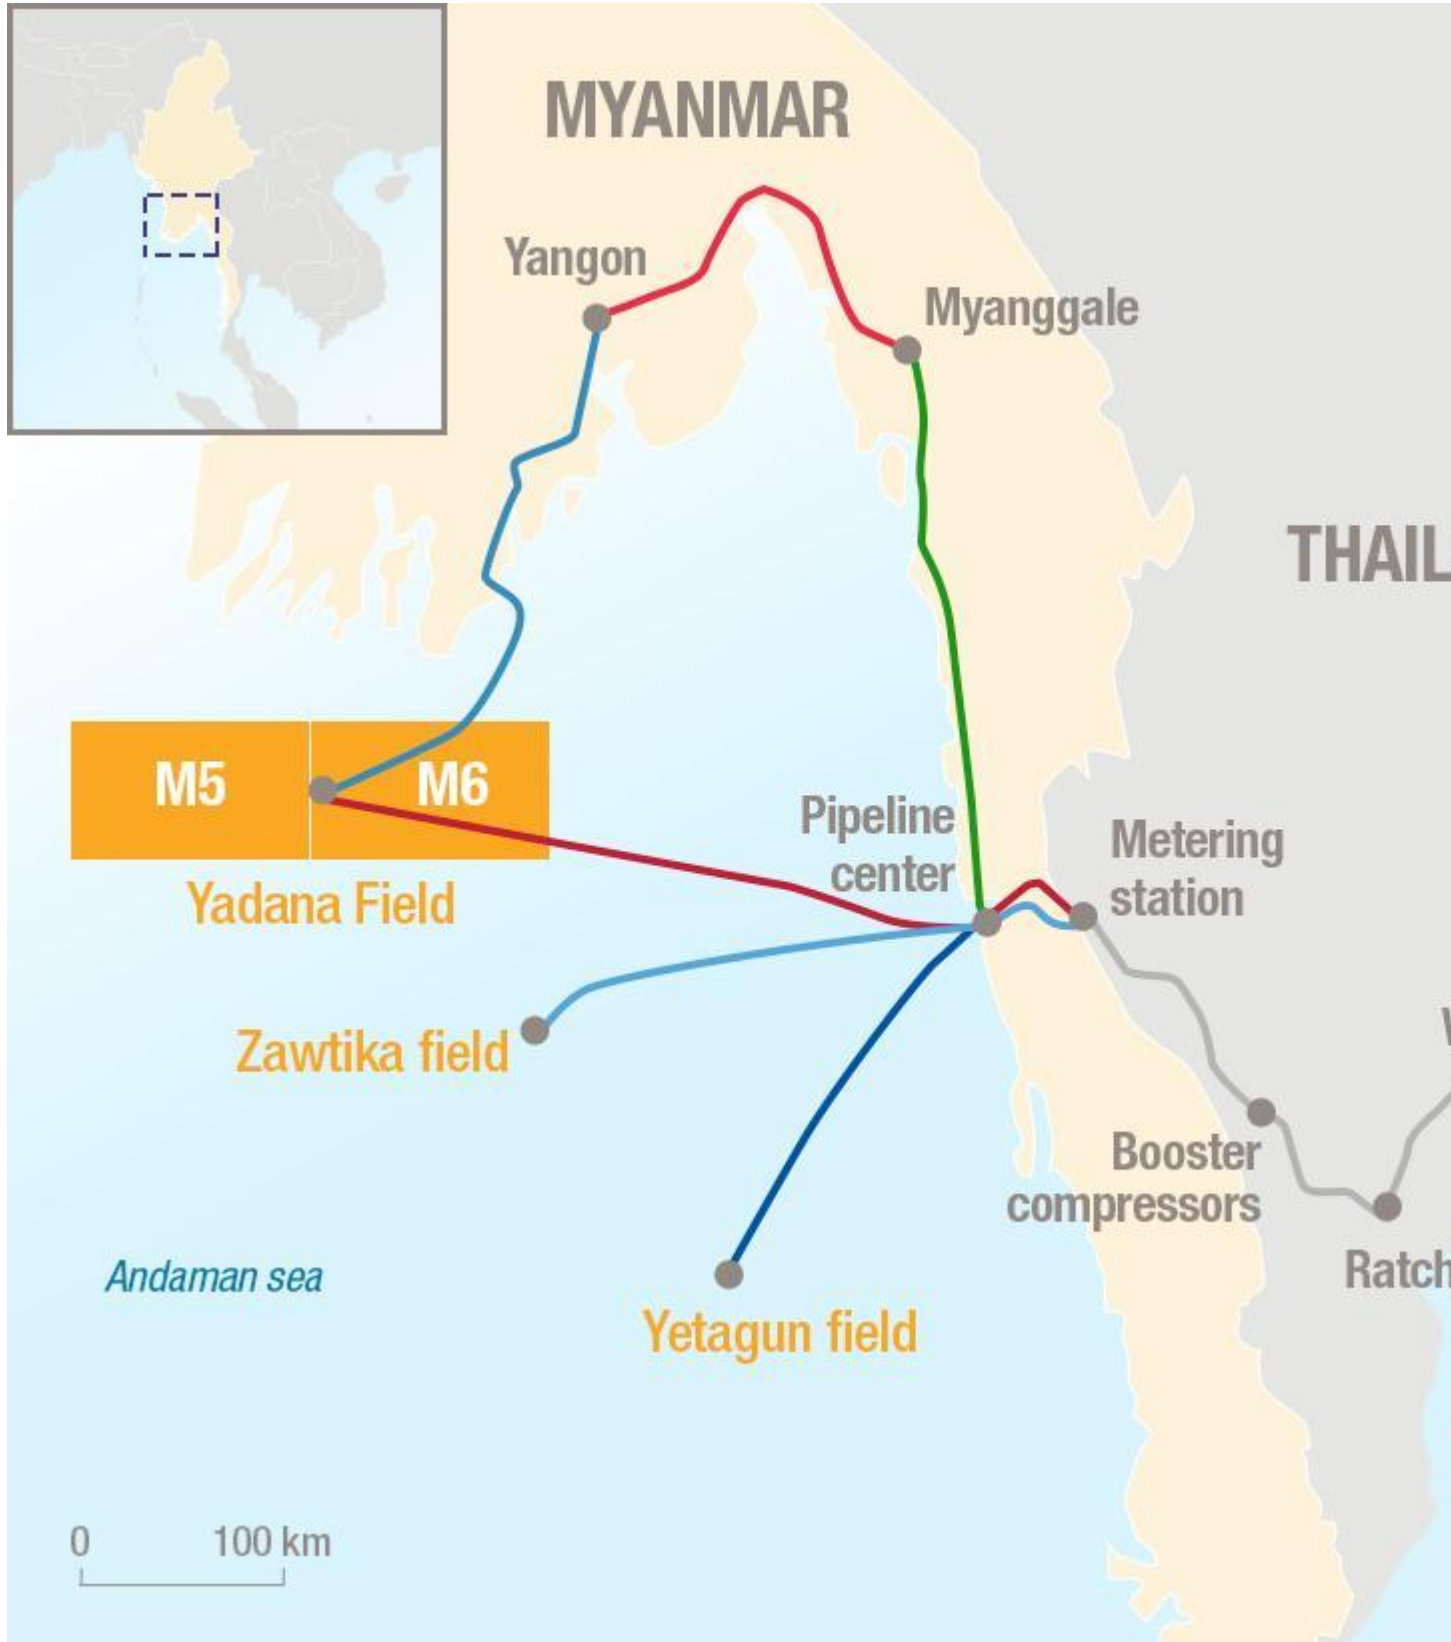 MYANMAR
Yangon
Myanggale
THAIL
M5
M6
Pipeline
center
Metering
station
Yadana Field
Zawtika field
Booster
compressors
Ratch
Andaman sea
Yetagun field
0 100 km